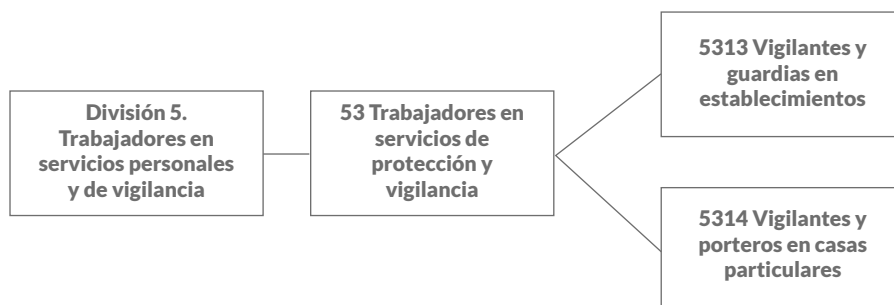 División 5.
Trabajadores en
servicios personales
y de vigilancia
53 Trabajadores en
servicios de
protección y
vigilancia
5313 Vigilantes y
guardias en
establecimientos
5314 Vigilantes y
porteros en casas
particulares